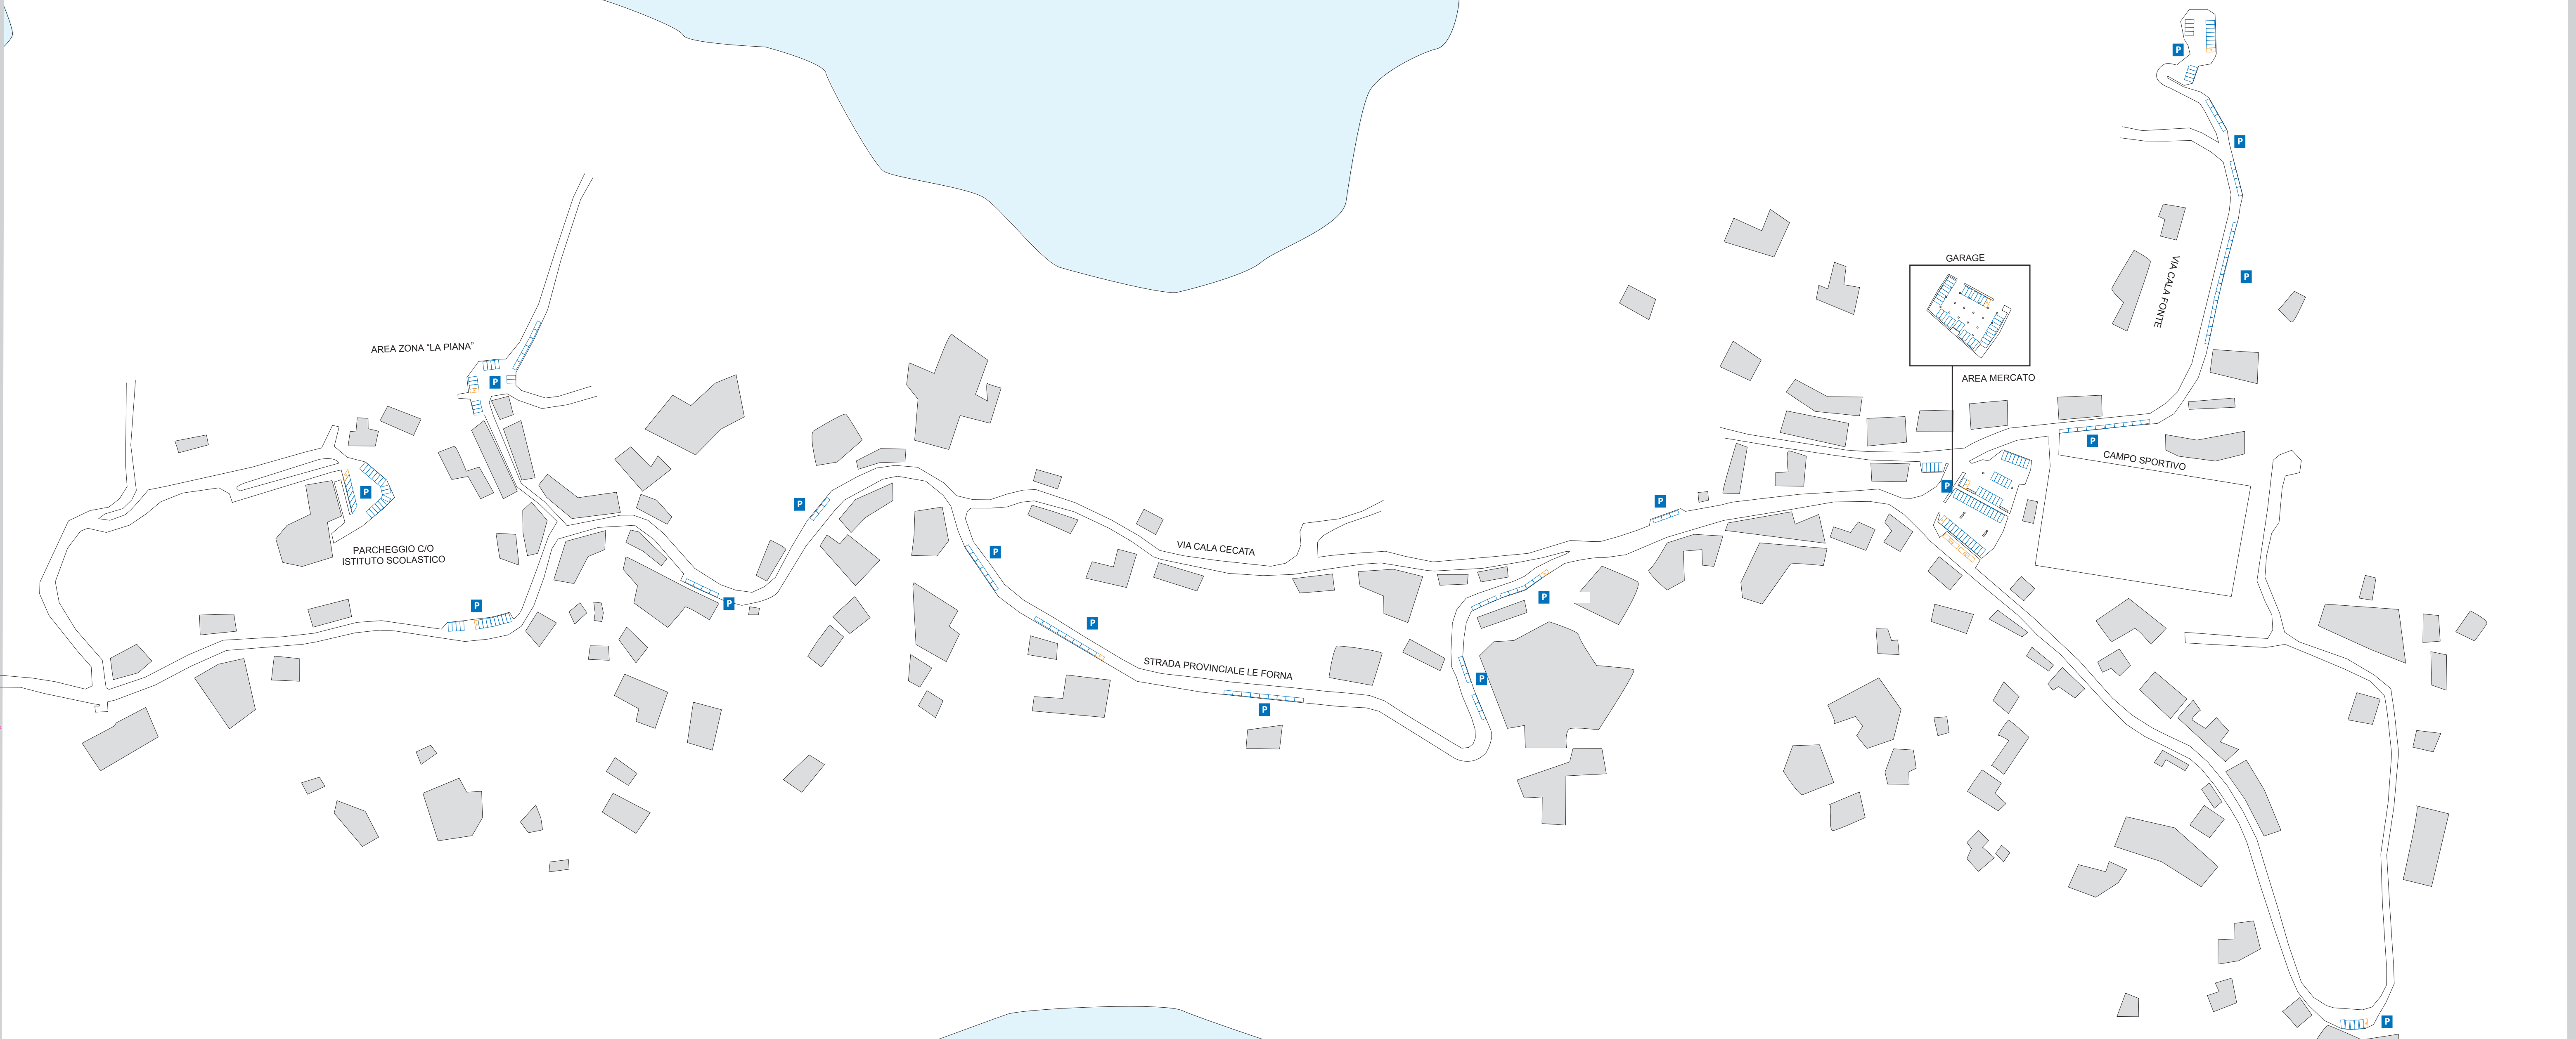 P
P
P
GARAGE
VIA CALA FONTE
AREA ZONA "LA PIANA"
P
AREA MERCATO
P
CAMPO SPORTIVO
P
P
P
P
PARCHEGGIO C/O
ISTITUTO SCOLASTICO
P
VIA CALA CECATA
P
P
P
P
STRADA PROVINCIALE LE FORNA
P
P
P